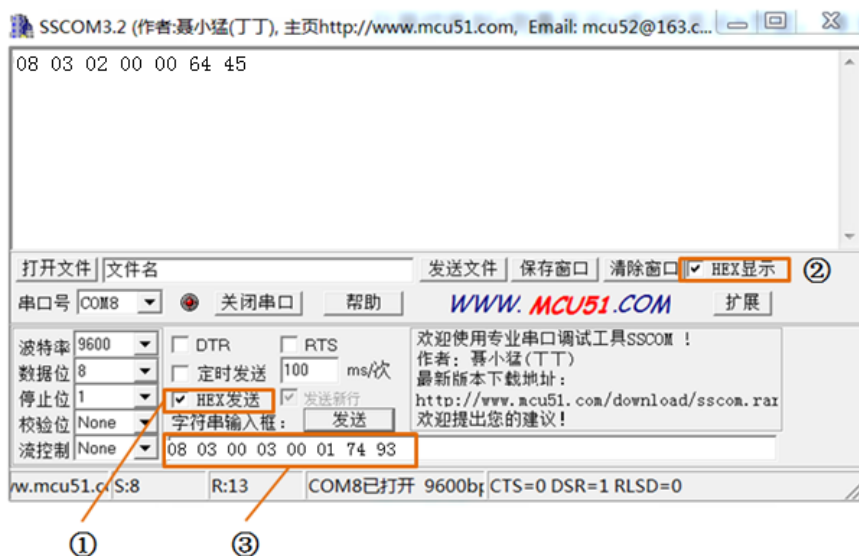 SSCOM3.2 (作者:聂小猛(丁丁), 主页http://www.mcu51.com, Email: mcu52@163.c...
08 03 02 00 00 64 45
打开文件 文件名 发送文件 保存窗口 清除窗口 HEX显示 ②
串口号 COM8 关闭串口 帮助 WWW.MCU51.COM 扩展
波特率 9600 DTR RTS
数据位 8 定时发送 100 ms/次
停止位 1 HEX发送 发送新行
校验位 None 字符串输入框: 发送
流控制 None 08 03 00 03 00 01 74 93
欢迎使用专业串口调试工具SSCOM !
作者: 聂小猛(丁丁)
最新版本下载地址:
http://www.mcu51.com/download/sscom.rar
欢迎提出您的建议!
ww.mcu51.c S:8 R:13 COM8已打开 9600bp CTS=0 DSR=1 RLSD=0
① ③